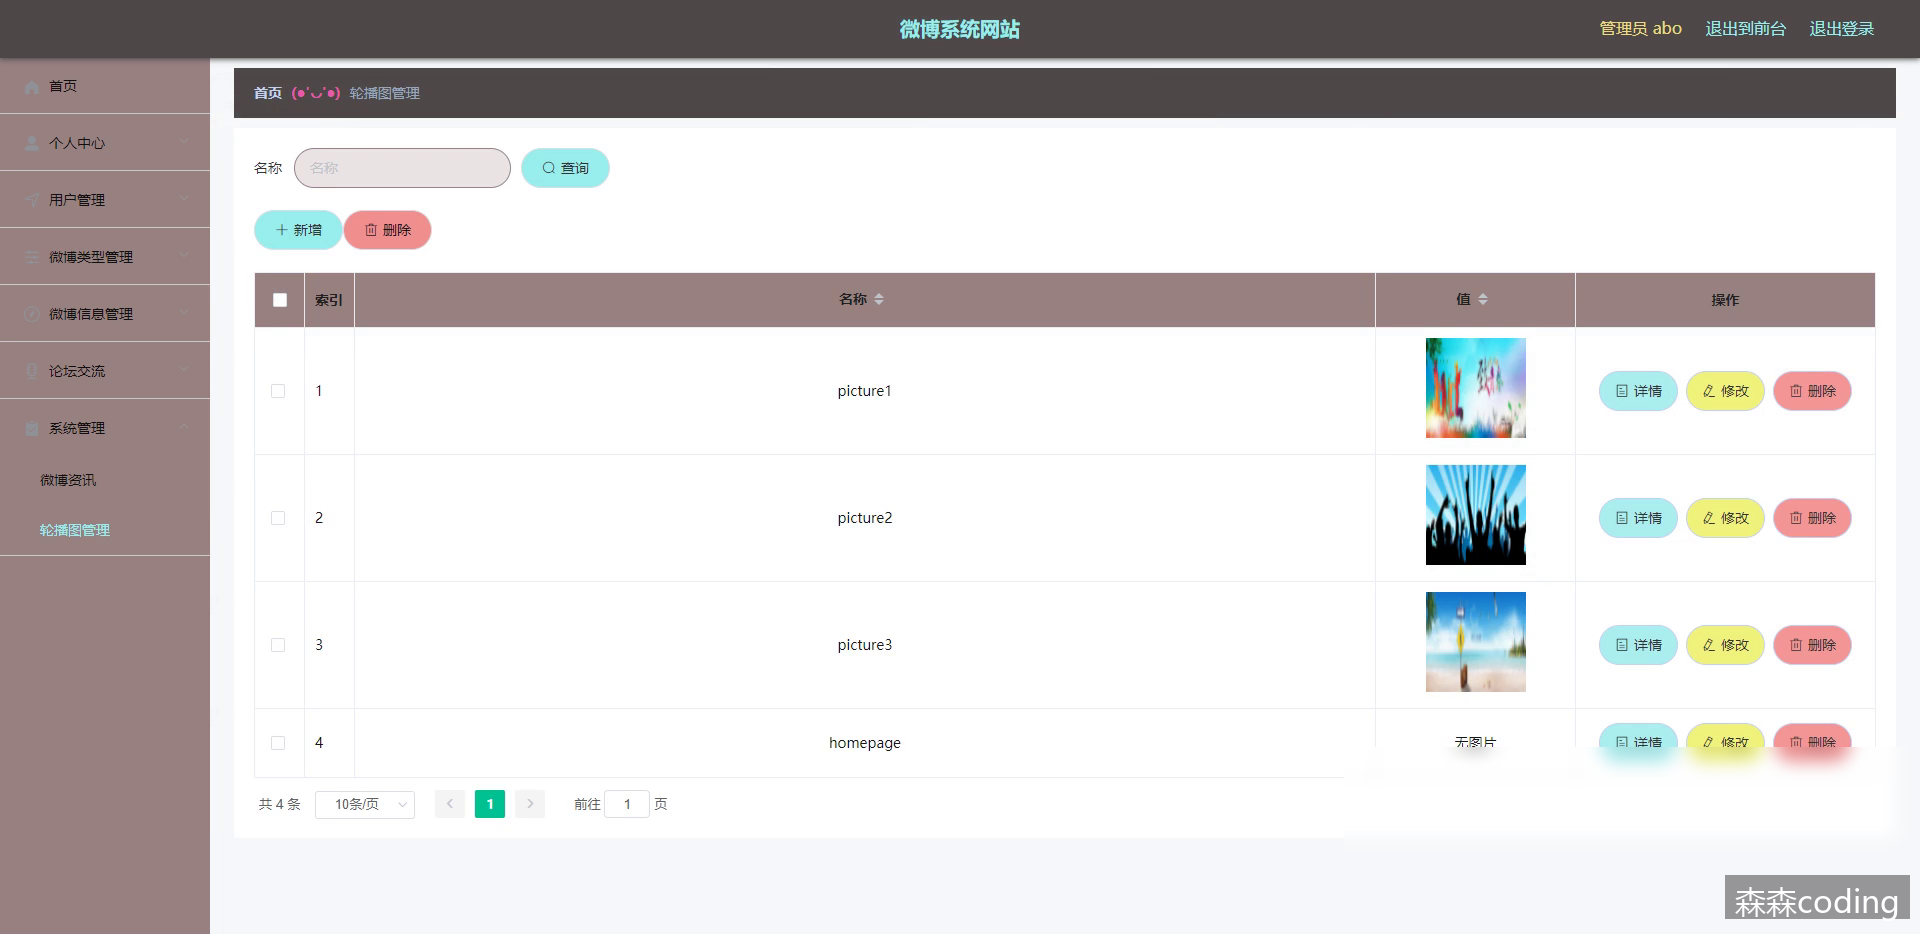 微博系统网站
管理员 abo 退出到前台 退出登录
首页
个人中心
用户管理
微博类型管理
微博信息管理
论坛交流
系统管理
微博资讯
轮播图管理
首页 (●'◡'●) 轮播图管理
名称 名称 查询
新增 删除
索引 名称 值 操作
1 picture1 详情 修改 删除
2 picture2 详情 修改 删除
3 picture3 详情 修改 删除
4 homepage 无图片 详情 修改 删除
共 4 条 10条/页 1 前往 1 页
森森coding